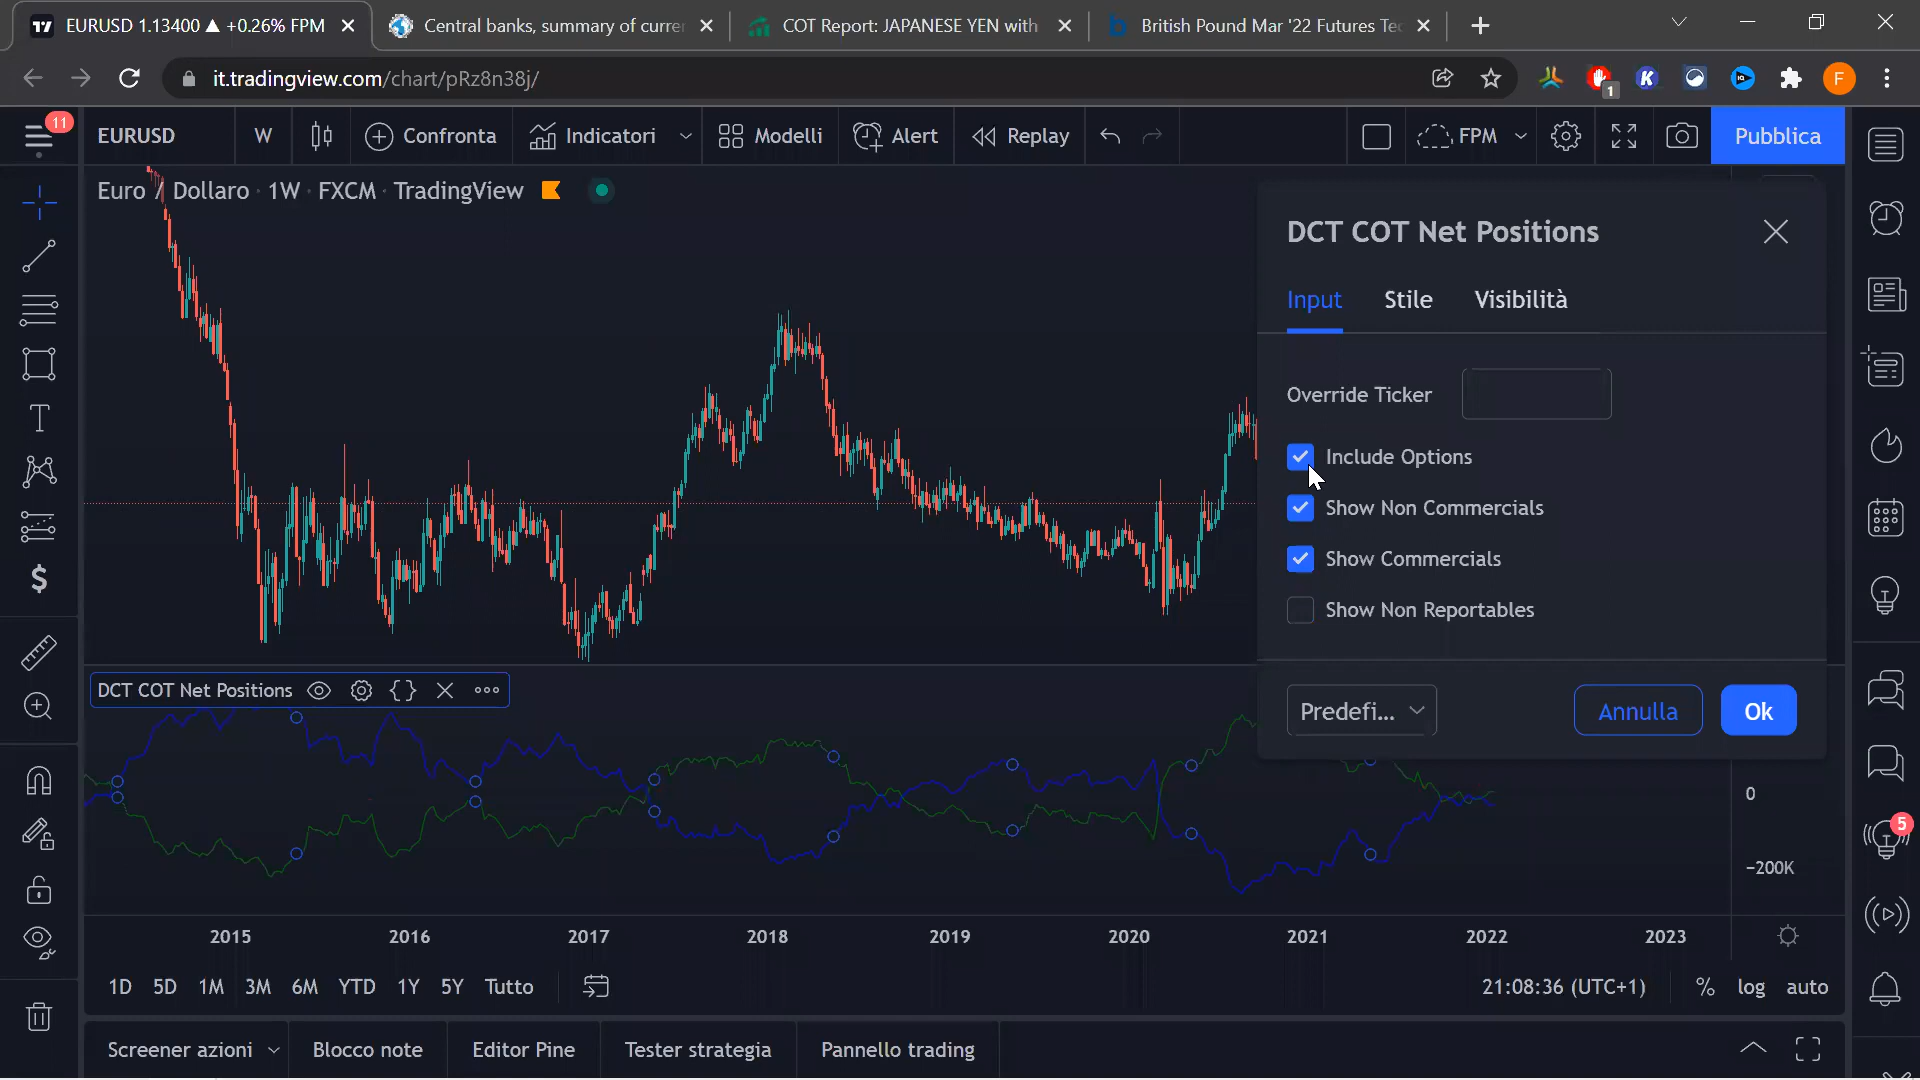 EURUSD 1.13400 ▲ +0.26% FPM
Central banks, summary of currer
COT Report: JAPANESE YEN with
British Pound Mar '22 Futures Tec
it.tradingview.com/chart/pRz8n38j/
1
F
11
EURUSD
W
Confronta
Indicatori
Modelli
Alert
Replay
FPM
Pubblica
Euro / Dollaro · 1W · FXCM · TradingView
DCT COT Net Positions
Input
Stile
Visibilità
Override Ticker
Include Options
Show Non Commercials
Show Commercials
Show Non Reportables
Predefi...
Annulla
Ok
DCT COT Net Positions
0
-200K
5
2015
2016
2017
2018
2019
2020
2021
2022
2023
1D
5D
1M
3M
6M
YTD
1Y
5Y
Tutto
21:08:36 (UTC+1)
%
log
auto
Screener azioni
Blocco note
Editor Pine
Tester strategia
Pannello trading